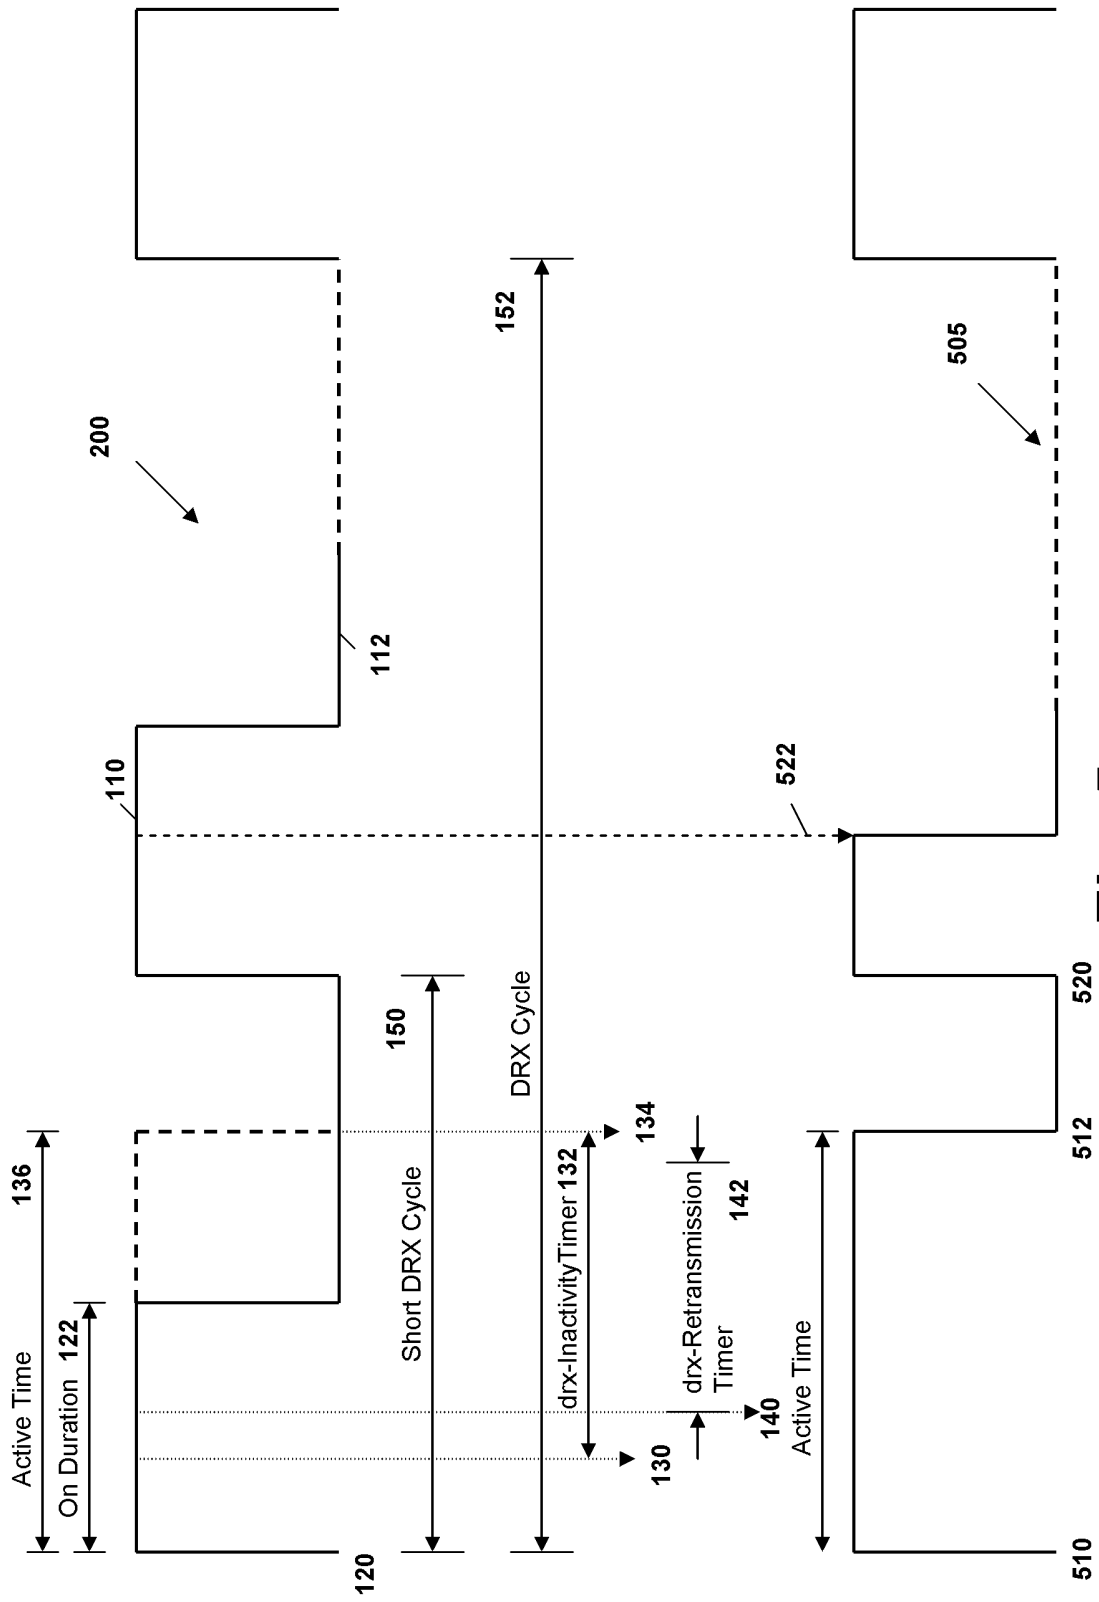 Active Time
136
On Duration 122
120
110
200
112
Short DRX Cycle
150
DRX Cycle
152
drx-InactivityTimer 132
130
134
drx-Retransmission
Timer
142
140
Active Time
522
505
510
512
520